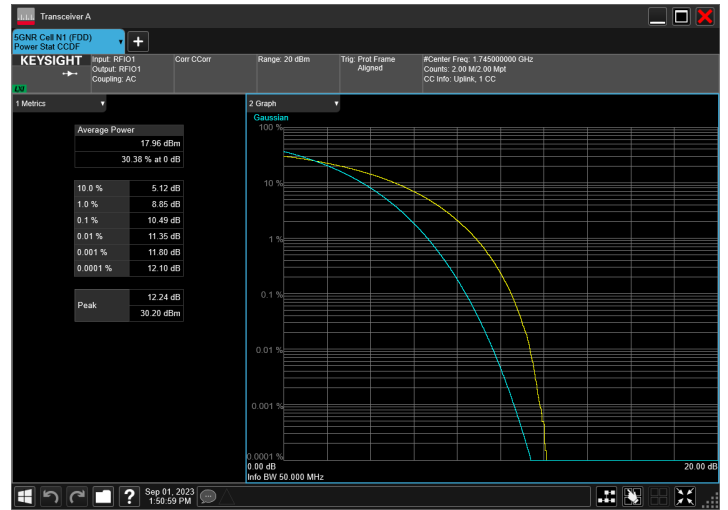 Transceiver A
5GNR Cell N1 (FDD)
Power Stat CCDF
KEYSIGHT
Input: RFIO1
Output: RFIO1
Coupling: AC
Corr CCorr
Range: 20 dBm
Trig: Prot Frame
Aligned
#Center Freq: 1.745000000 GHz
Counts: 2.00 M/2.00 Mpt
CC Info: Uplink, 1 CC
LXI
1 Metrics
Average Power
17.96 dBm
30.38 % at 0 dB
10.0 % 5.12 dB
1.0 % 8.85 dB
0.1 % 10.49 dB
0.01 % 11.35 dB
0.001 % 11.80 dB
0.0001 % 12.10 dB
Peak
12.24 dB
30.20 dBm
2 Graph
Gaussian
100 %
10 %
1 %
0.1 %
0.01 %
0.001 %
0.0001 %
0.00 dB
20.00 dB
Info BW 50.000 MHz
?
Sep 01, 2023
1:50:59 PM